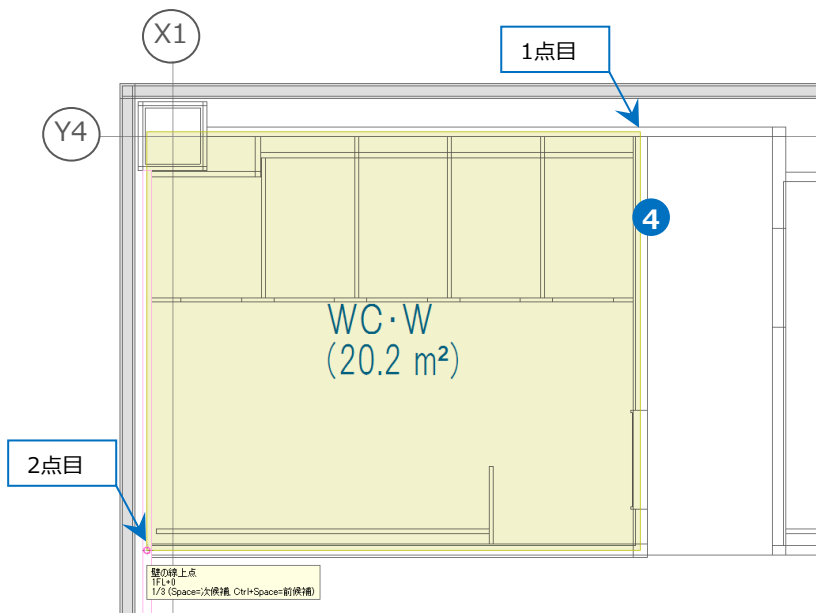 X1
1点目
Y4
4
WC・W
(20.2 m²)
2点目
壁の線上点
1FL+0
1/3 (Space=次候補, Ctrl+Space=前候補)